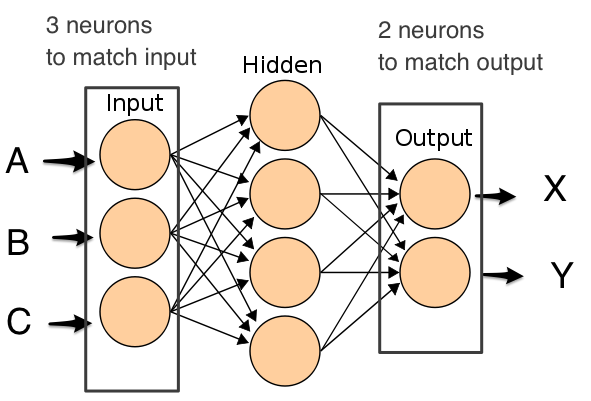 3 neurons
to match input
2 neurons
to match output
Hidden
Input
Output
A
B
C
X
Y